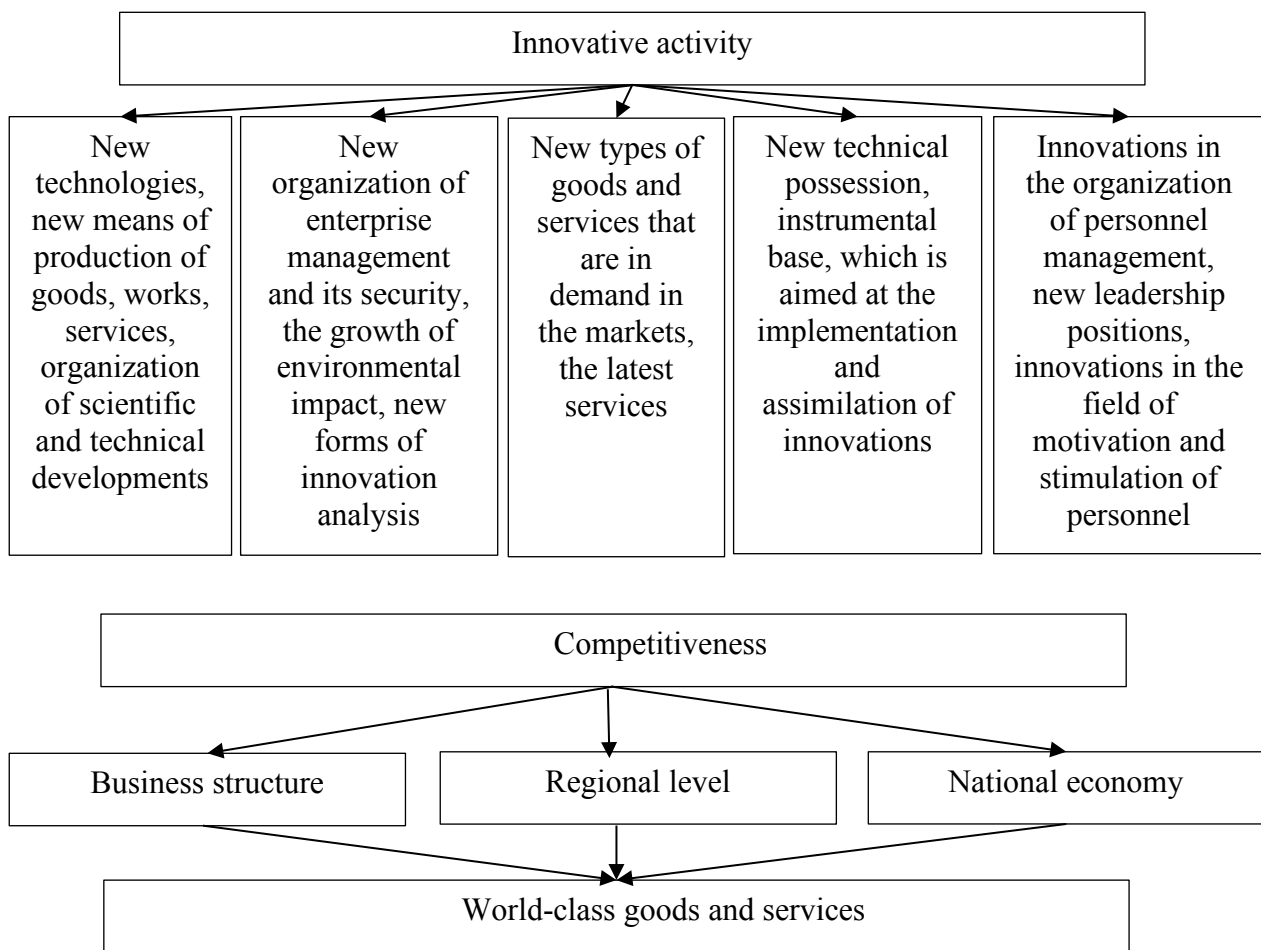 Innovative activity
New
technologies,
new means of
production of
goods, works,
services,
organization
of scientific
and technical
developments
New
organization of
enterprise
management
and its security,
the growth of
environmental
impact, new
forms of
innovation
analysis
New types of
goods and
services that
are in
demand in
the markets,
the latest
services
New technical
possession,
instrumental
base, which is
aimed at the
implementation
and
assimilation of
innovations
Innovations in
the organization
of personnel
management,
new leadership
positions,
innovations in the
field of
motivation and
stimulation of
personnel
Competitiveness
Business structure
Regional level
National economy
World-class goods and services